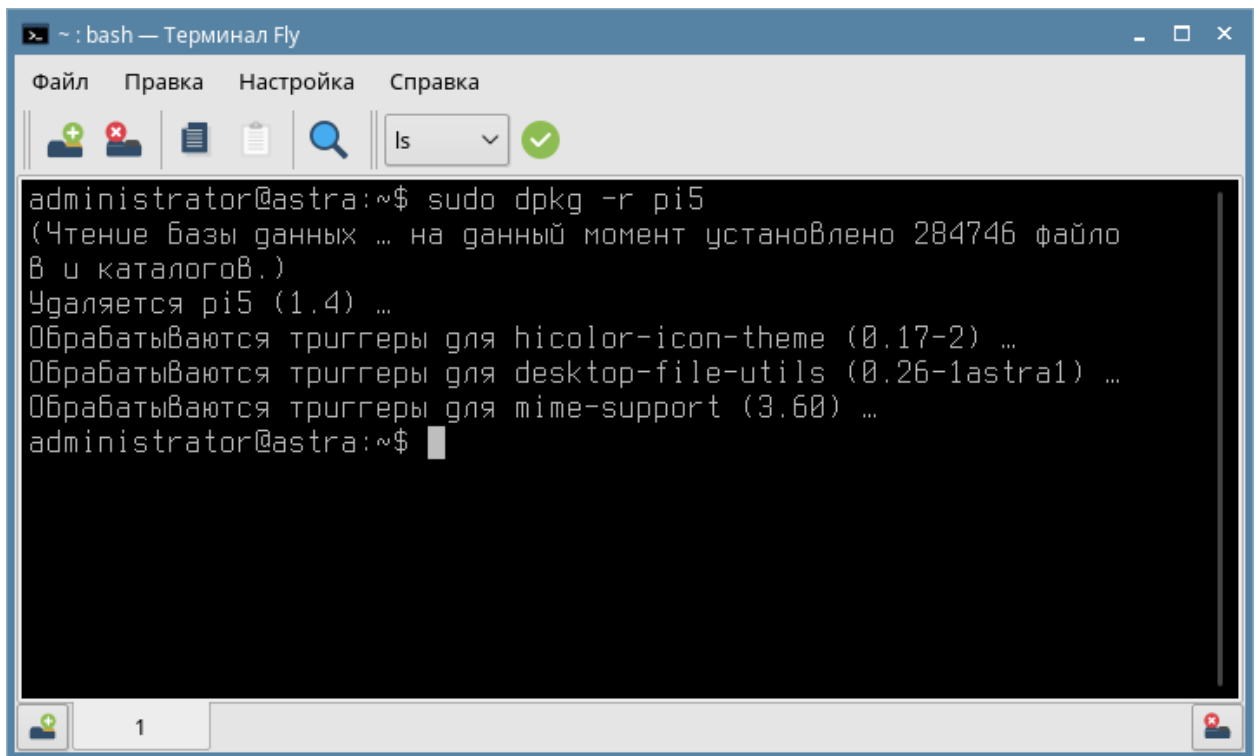 ~ : bash — Терминал Fly
Файл Правка Настройка Справка
ls
administrator@astra:~$ sudo dpkg -r pi5
(Чтение базы данных … на данный момент установлено 284746 файло
в и каталогов.)
Удаляется pi5 (1.4) …
Обрабатываются триггеры для hicolor-icon-theme (0.17-2) …
Обрабатываются триггеры для desktop-file-utils (0.26-1astra1) …
Обрабатываются триггеры для mime-support (3.60) …
administrator@astra:~$
1